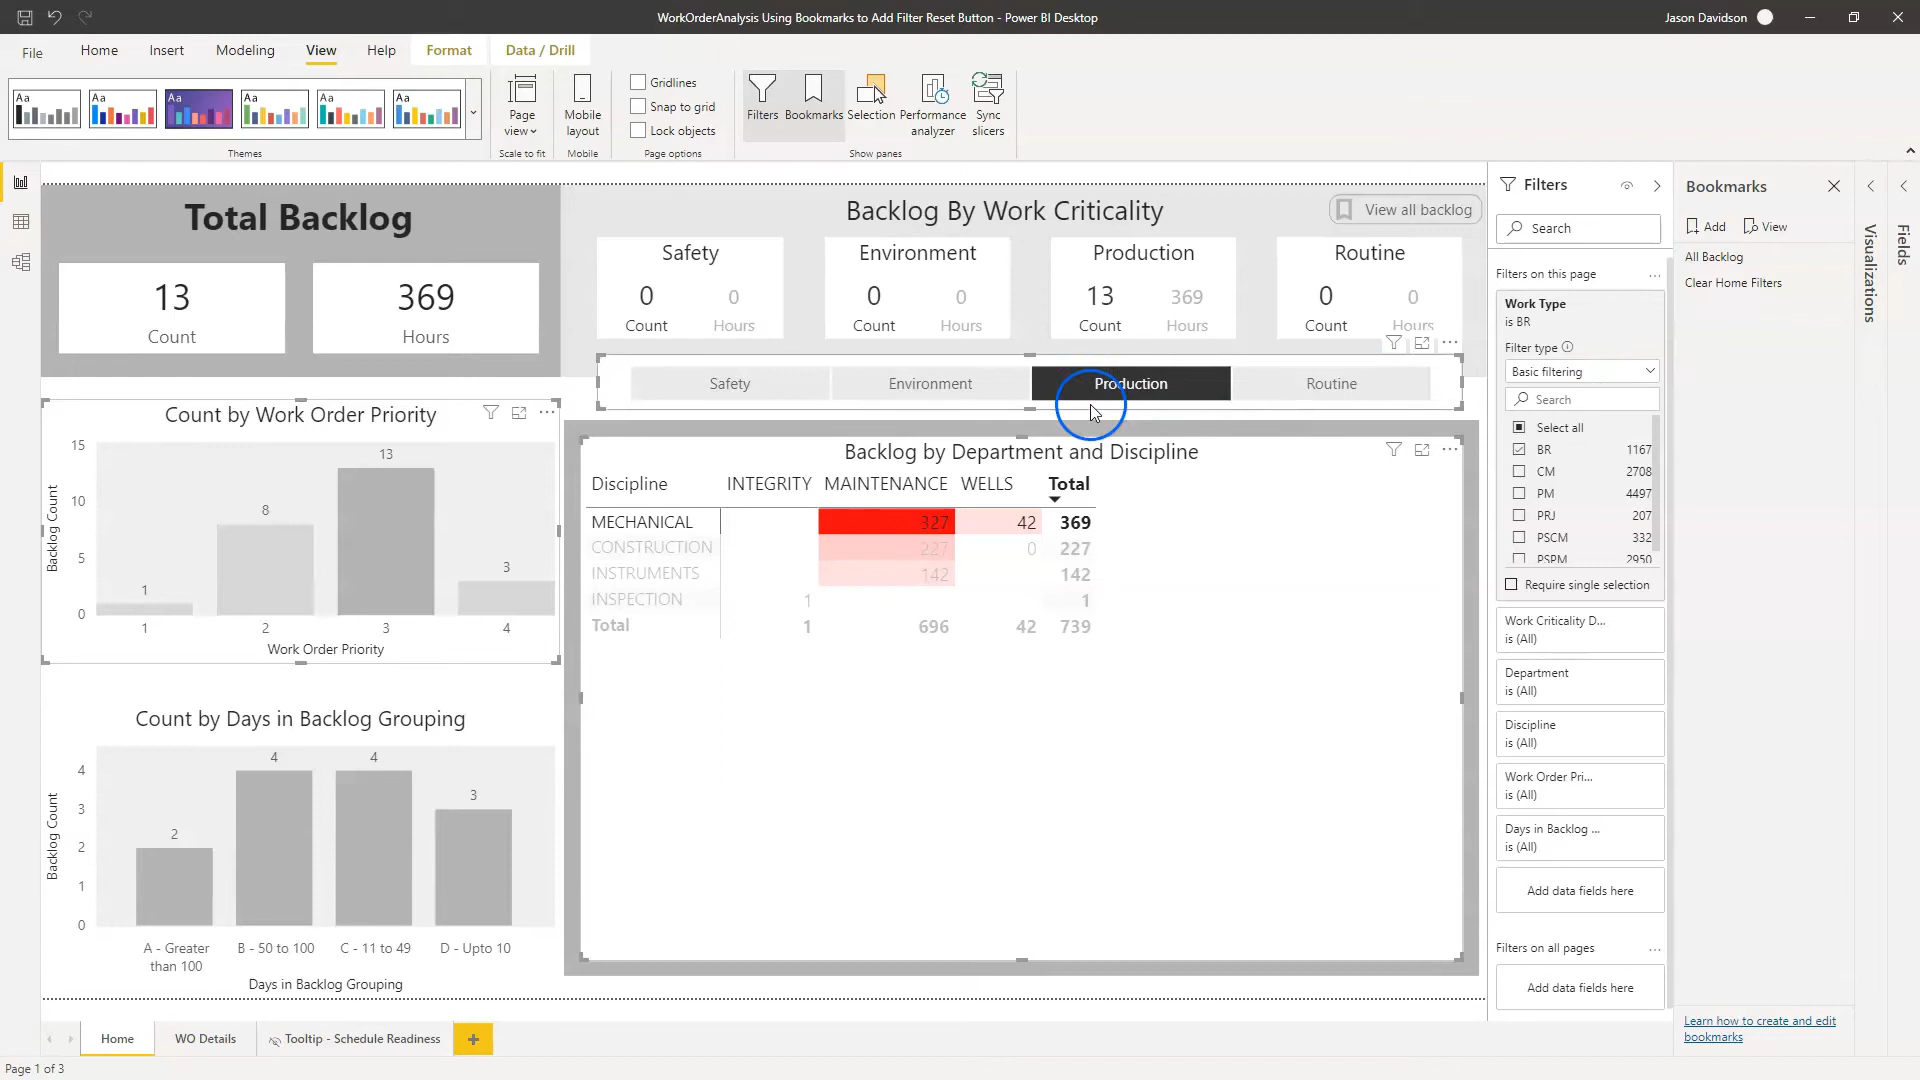 WorkOrderAnalysis Using Bookmarks to Add Filter Reset Button - Power BI Desktop
Jason Davidson
File
Home
Insert
Modeling
View
Help
Format
Data / Drill
Aa
Aa
Aa
Aa
Aa
Aa
Themes
Page
view
Scale to fit
Mobile
layout
Mobile
Gridlines
Snap to grid
Lock objects
Page options
Filters
Bookmarks
Selection
Performance
analyzer
Sync
slicers
Show panes
Total Backlog
13
Count
369
Hours
Backlog By Work Criticality
View all backlog
Safety
0
0
Count
Hours
Environment
0
0
Count
Hours
Production
13
369
Count
Hours
Routine
0
0
Count
Hours
Safety
Environment
Production
Routine
Count by Work Order Priority
Backlog Count
15
10
5
0
1
8
13
3
1
2
3
4
Work Order Priority
Count by Days in Backlog Grouping
Backlog Count
4
3
2
1
0
2
4
4
3
A - Greater
than 100
B - 50 to 100
C - 11 to 49
D - Upto 10
Days in Backlog Grouping
Backlog by Department and Discipline
Discipline INTEGRITY MAINTENANCE WELLS Total
MECHANICAL 327 42 369
CONSTRUCTION 227 0 227
INSTRUMENTS 142 142
INSPECTION 1 1
Total 1 696 42 739
Filters
Search
Filters on this page
...
Work Type
is BR
Filter type
Basic filtering
Search
Select all
BR 1167
CM 2708
PM 4497
PRJ 207
PSCM 332
PSPM 2950
Require single selection
Work Criticality D...
is (All)
Department
is (All)
Discipline
is (All)
Work Order Pri...
is (All)
Days in Backlog ...
is (All)
Add data fields here
Filters on all pages
...
Add data fields here
Bookmarks
Add
View
All Backlog
Clear Home Filters
Learn how to create and edit
bookmarks
Visualizations
Fields
Home
WO Details
Tooltip - Schedule Readiness
Page 1 of 3